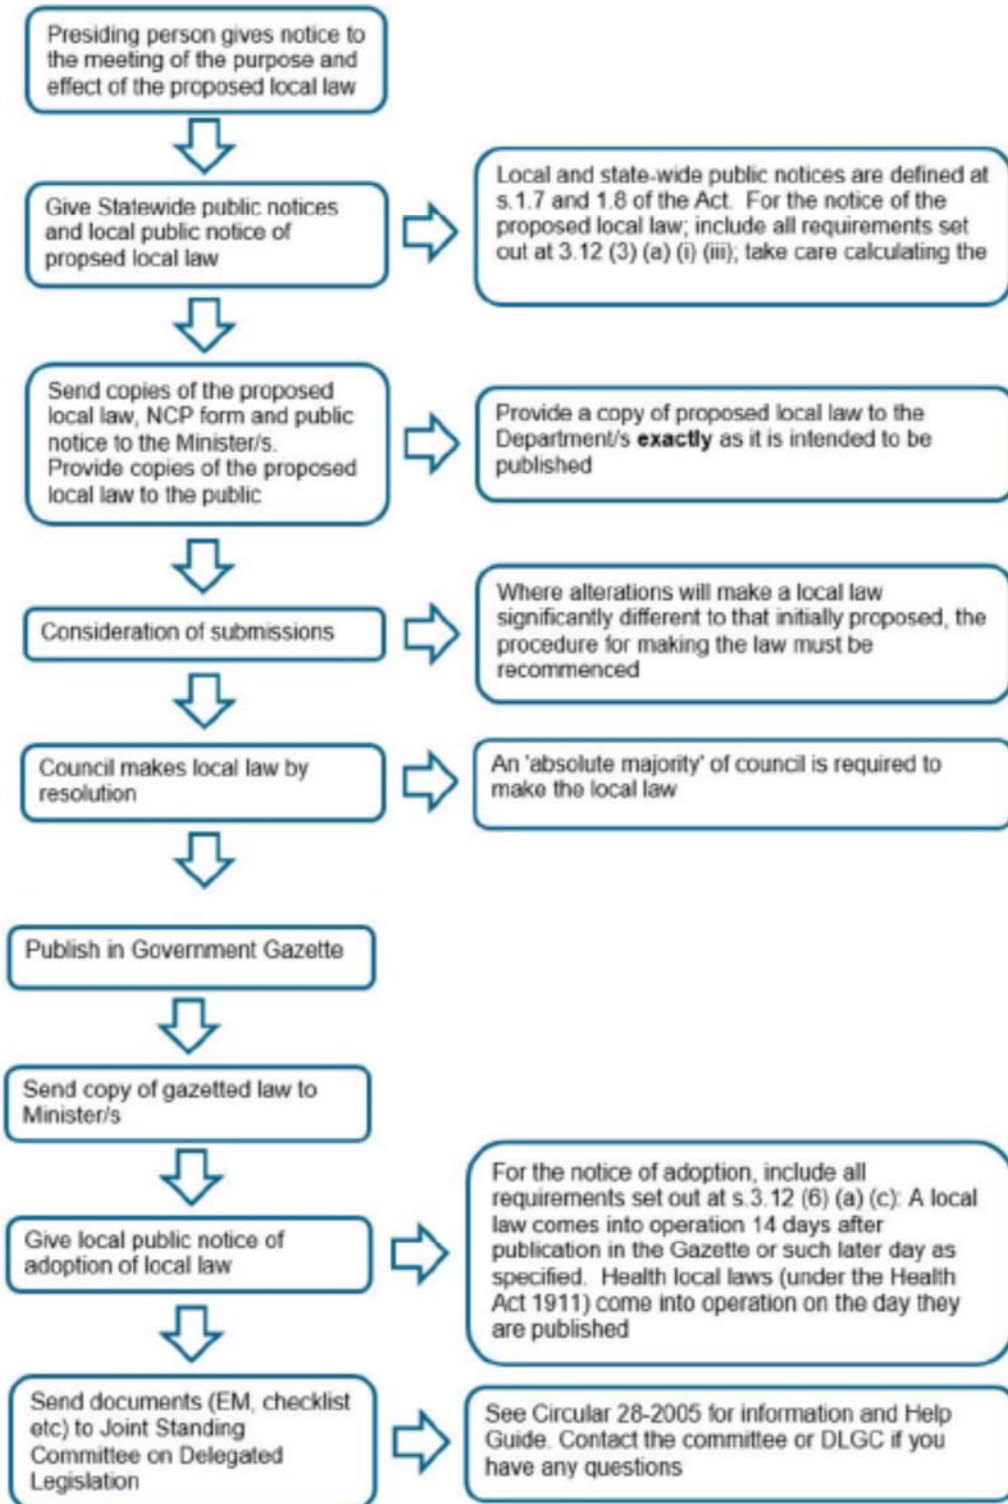 Presiding person gives notice to
the meeting of the purpose and
effect of the proposed local law
Give Statewide public notices
and local public notice of
propsed local law
Local and state-wide public notices are defined at
s.1.7 and 1.8 of the Act. For the notice of the
proposed local law; include all requirements set
out at 3.12 (3) (a) (i) (iii); take care calculating the
Send copies of the proposed
local law, NCP form and public
notice to the Minister/s.
Provide copies of the proposed
local law to the public
Provide a copy of proposed local law to the
Department/s exactly as it is intended to be
published
Consideration of submissions
Where alterations will make a local law
significantly different to that initially proposed, the
procedure for making the law must be
recommenced
Council makes local law by
resolution
An 'absolute majority' of council is required to
make the local law
Publish in Government Gazette
Send copy of gazetted law to
Minister/s
Give local public notice of
adoption of local law
For the notice of adoption, include all
requirements set out at s.3.12 (6) (a) (c): A local
law comes into operation 14 days after
publication in the Gazette or such later day as
specified. Health local laws (under the Health
Act 1911) come into operation on the day they
are published
Send documents (EM, checklist
etc) to Joint Standing
Committee on Delegated
Legislation
See Circular 28-2005 for information and Help
Guide. Contact the committee or DLGC if you
have any questions